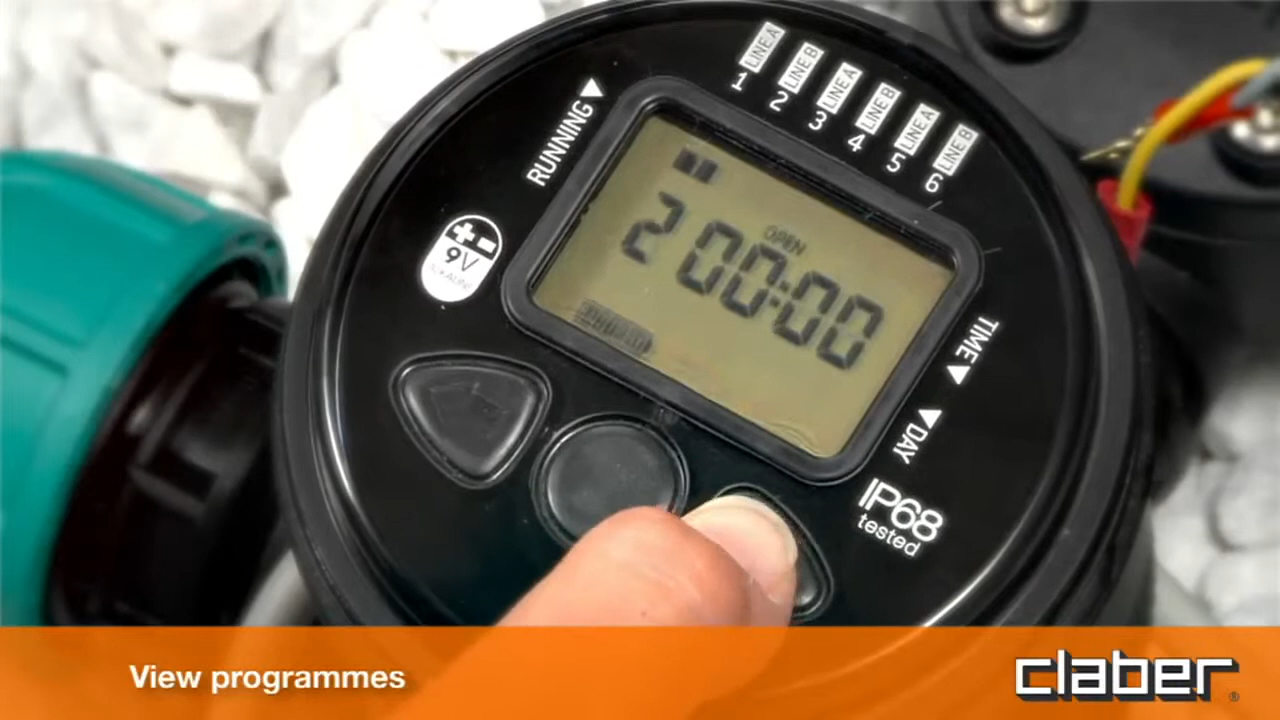 LINE A
LINE B
LINE A
LINE B
LINE A
LINE B
1 2 3 4 5 6
RUNNING
9V
ALKALINE
OPEN
2 00:00
TIME
DAY
IP68
tested
View programmes
claber®